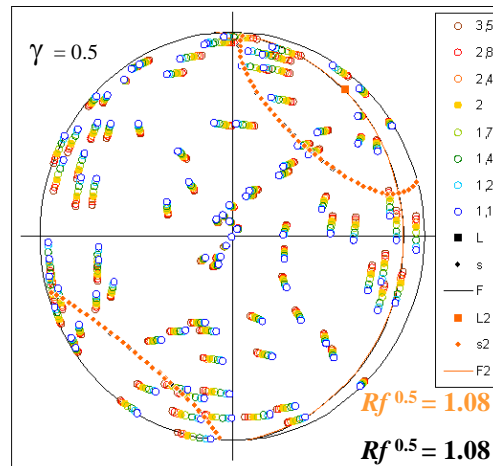 γ = 0.5
3,5
2,8
2,4
2
1,7
1,4
1,2
1,1
L
s
F
L2
s2
F2
Rf 0.5 = 1.08
Rf 0.5 = 1.08